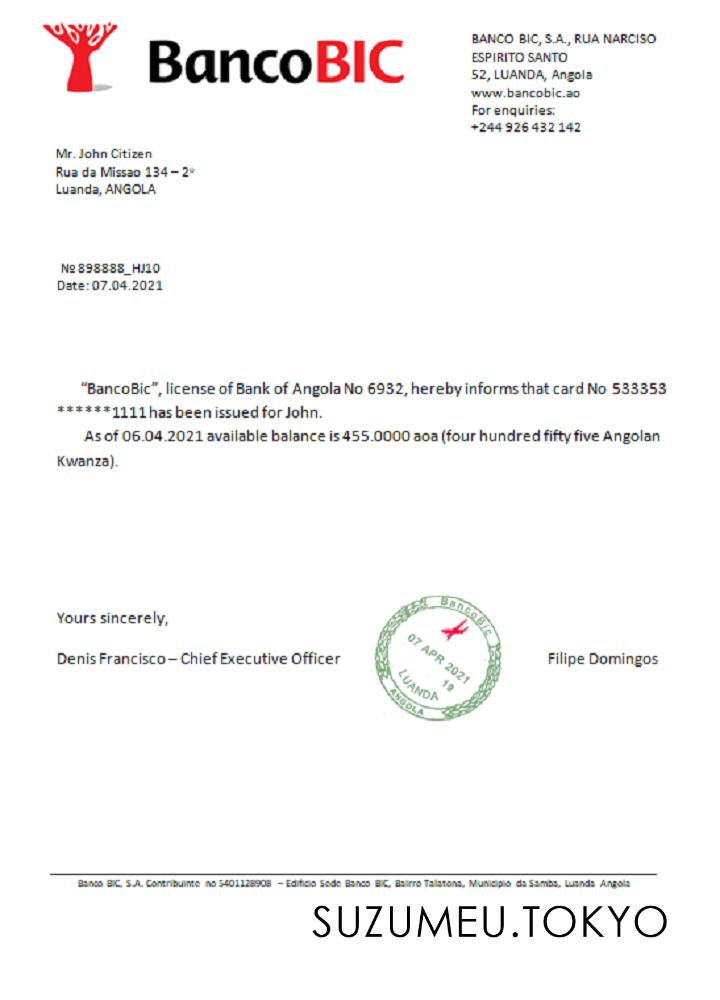 BancoBIC
BANCO BIC, S.A., RUA NARCISO
ESPIRITO SANTO
52, LUANDA, Angola
www.bancobic.ao
For enquiries:
+244 926 432 142
Mr. John Citizen
Rua da Missao 134 – 2º
Luanda, ANGOLA
№ 898888_HJ10
Date: 07.04.2021
“BancoBic”, license of Bank of Angola No 6932, hereby informs that card No 533353
******1111 has been issued for John.
As of 06.04.2021 available balance is 455.0000 aoa (four hundred fifty five Angolan
Kwanza).
Yours sincerely,
Denis Francisco – Chief Executive Officer
BancoBic
07 APR 2021
19
LUANDA
ANGOLA
Filipe Domingos
Banco BIC, S.A. Contribuinte no 5401128908 – Edificio Sede Banco BIC, Bairro Talatona, Municipio da Samba, Luanda Angola
SUZUMEU.TOKYO